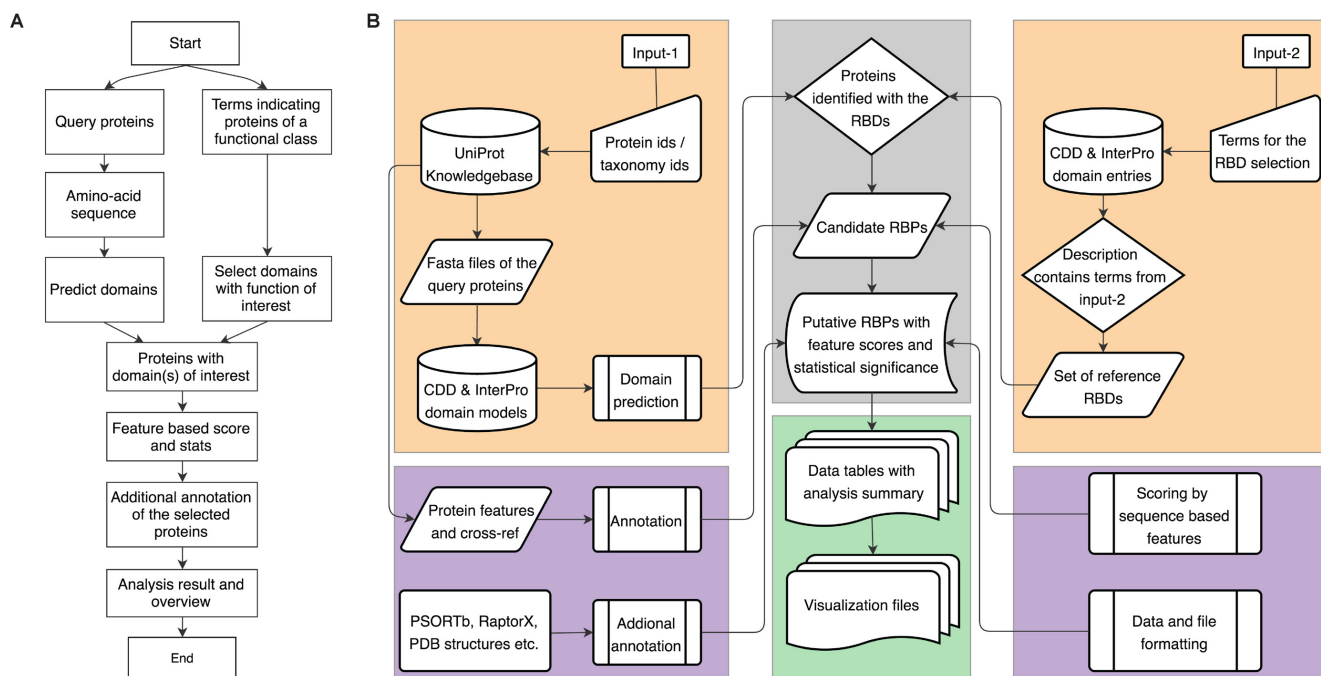 A
Start
Query proteins
Terms indicating
proteins of a
functional class
Amino-acid
sequence
Predict domains
Select domains
with function of
interest
Proteins with
domain(s) of interest
Feature based score
and stats
Additional annotation
of the selected
proteins
Analysis result and
overview
End
B
Input-1
Protein ids /
taxonomy ids
UniProt
Knowledgebase
Fasta files of the
query proteins
CDD & InterPro
domain models
Domain
prediction
Protein features
and cross-ref
Annotation
PSORTb, RaptorX,
PDB structures etc.
Addional
annotation
Proteins
identified with the
RBDs
Candidate RBPs
Putative RBPs with
feature scores and
statistical significance
Data tables with
analysis summary
Visualization files
Input-2
Terms for the
RBD selection
CDD & InterPro
domain entries
Description
contains terms from
input-2
Set of reference
RBDs
Scoring by
sequence based
features
Data and file
formatting